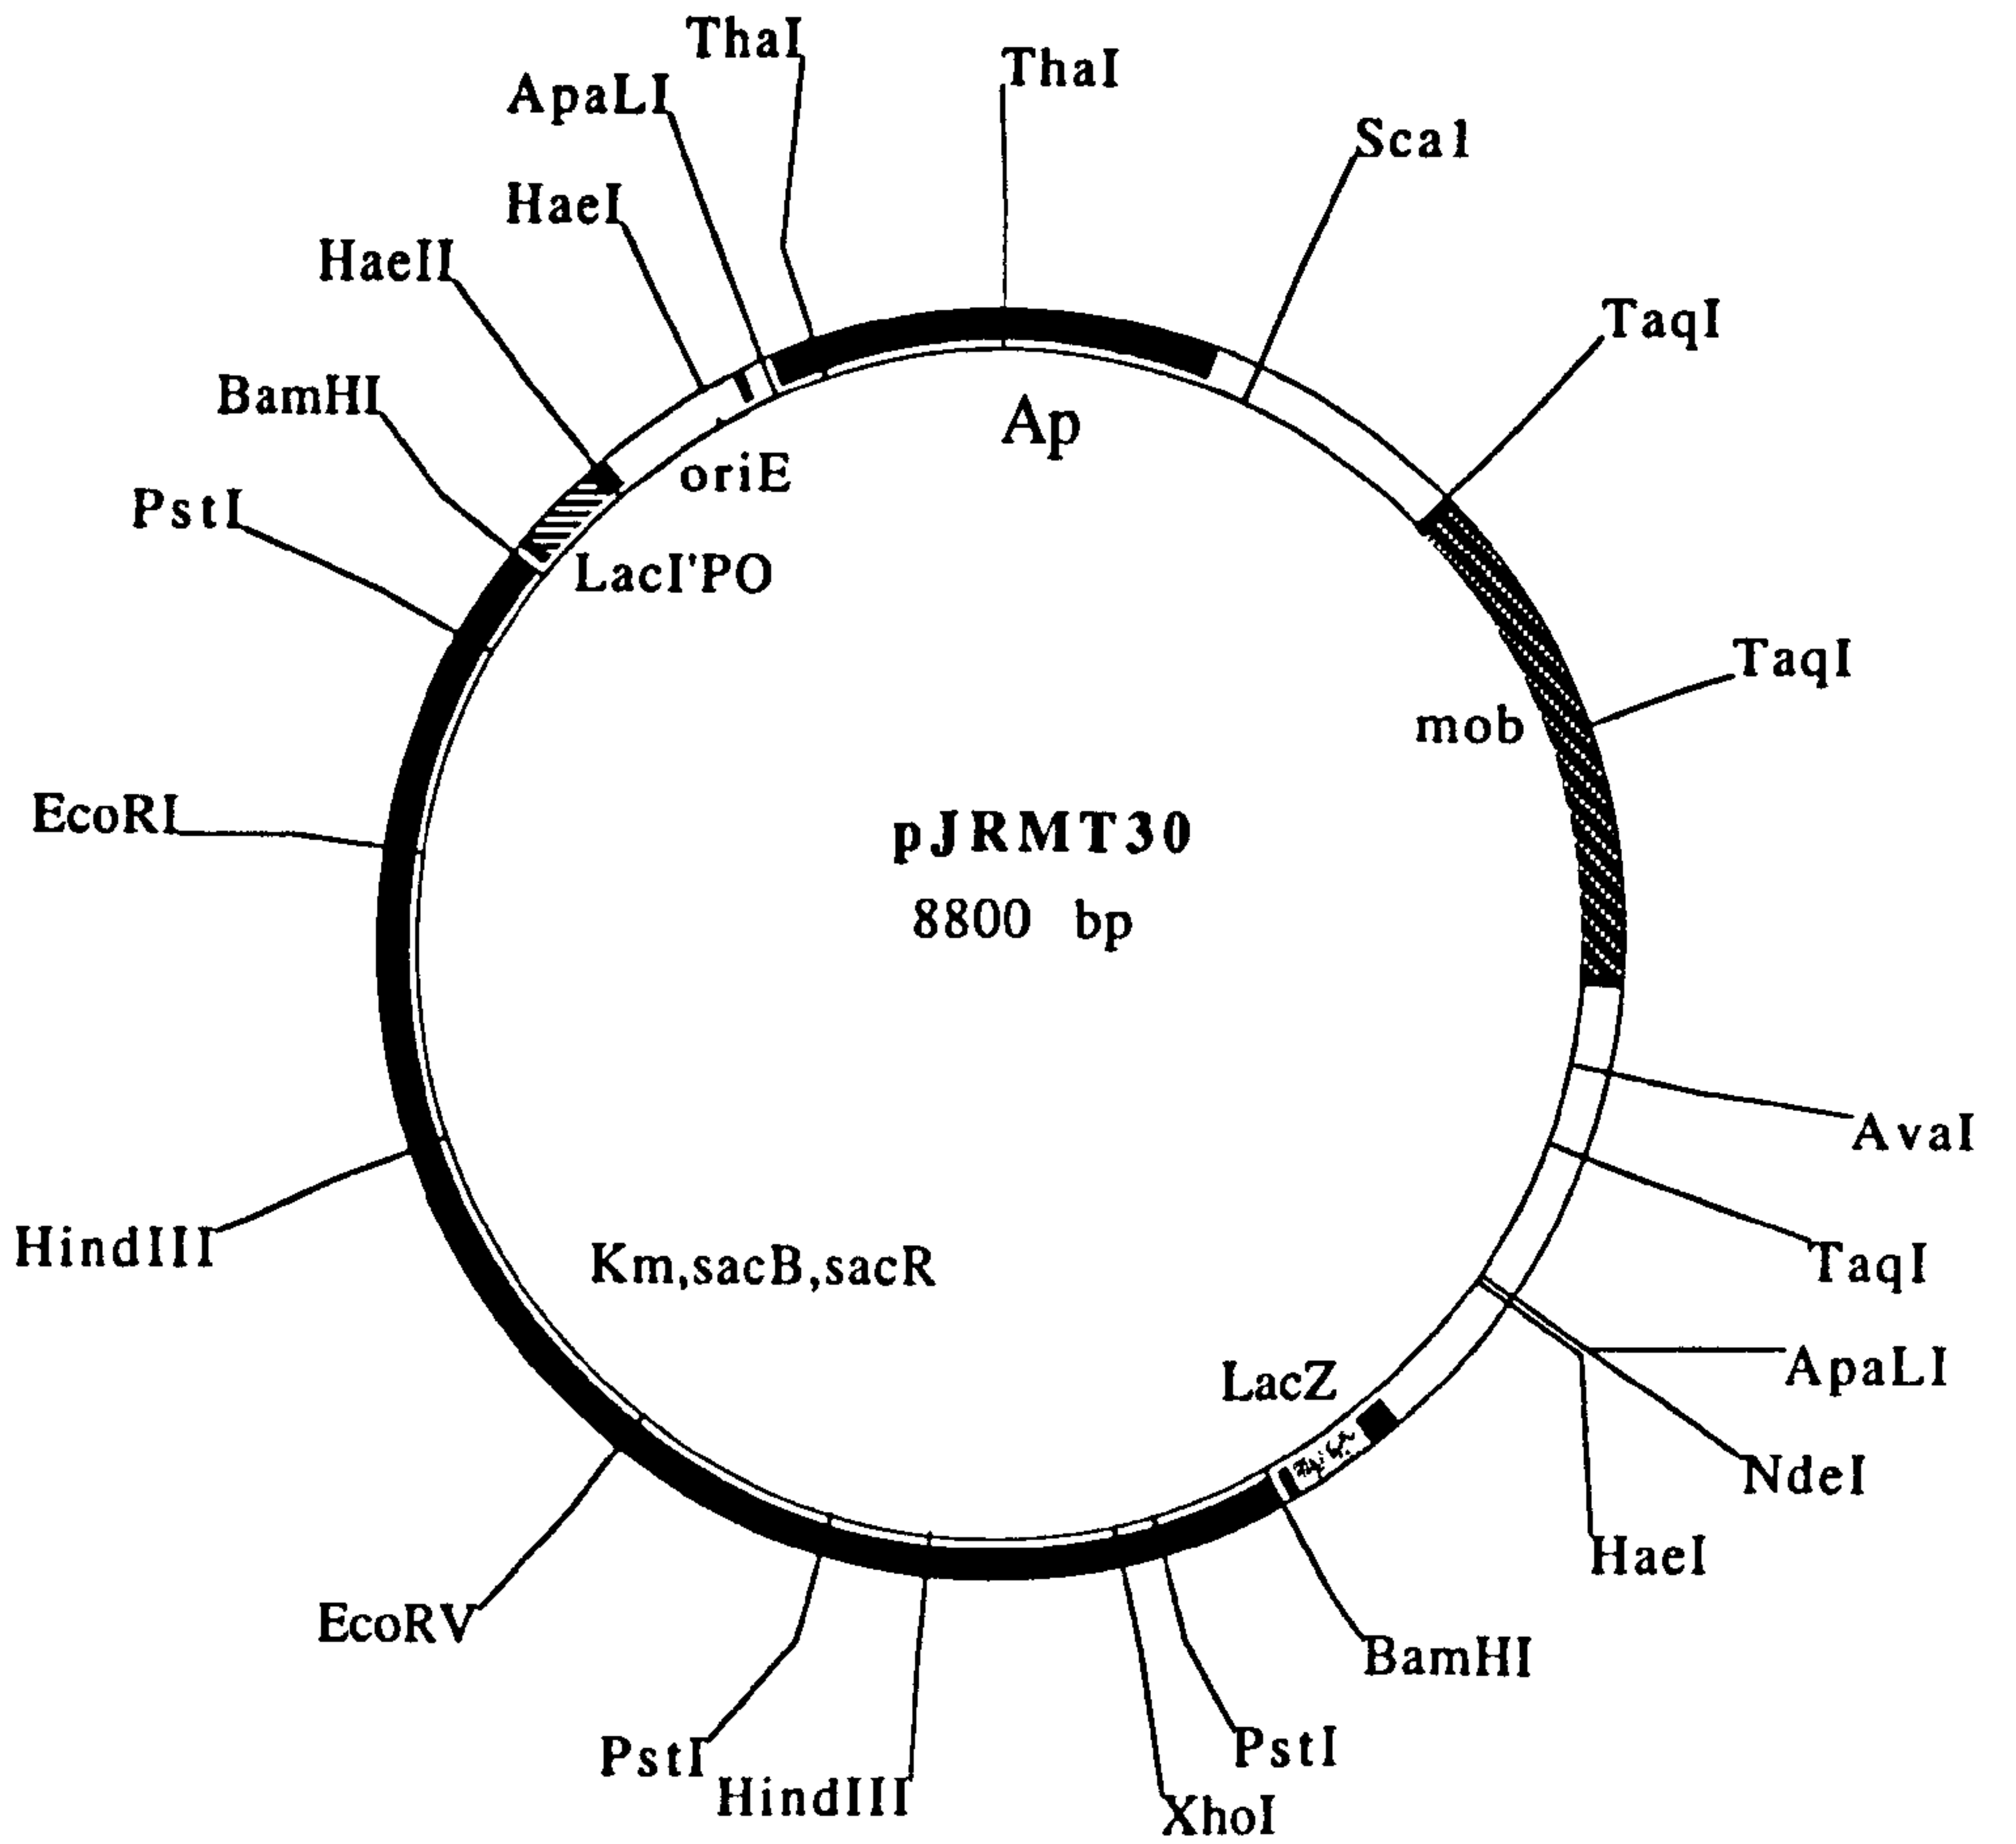 ThaI
ThaI
ApaLI
ScaI
HaeI
HaeII
TaqI
BamHI
Ap
oriE
PstI
LacI'PO
TaqI
mob
EcoRI
pJRMT30
8800 bp
AvaI
HindIII
TaqI
Km,sacB,sacR
ApaLI
LacZ
NdeI
HaeI
EcoRV
BamHI
PstI
PstI
HindIII
XhoI